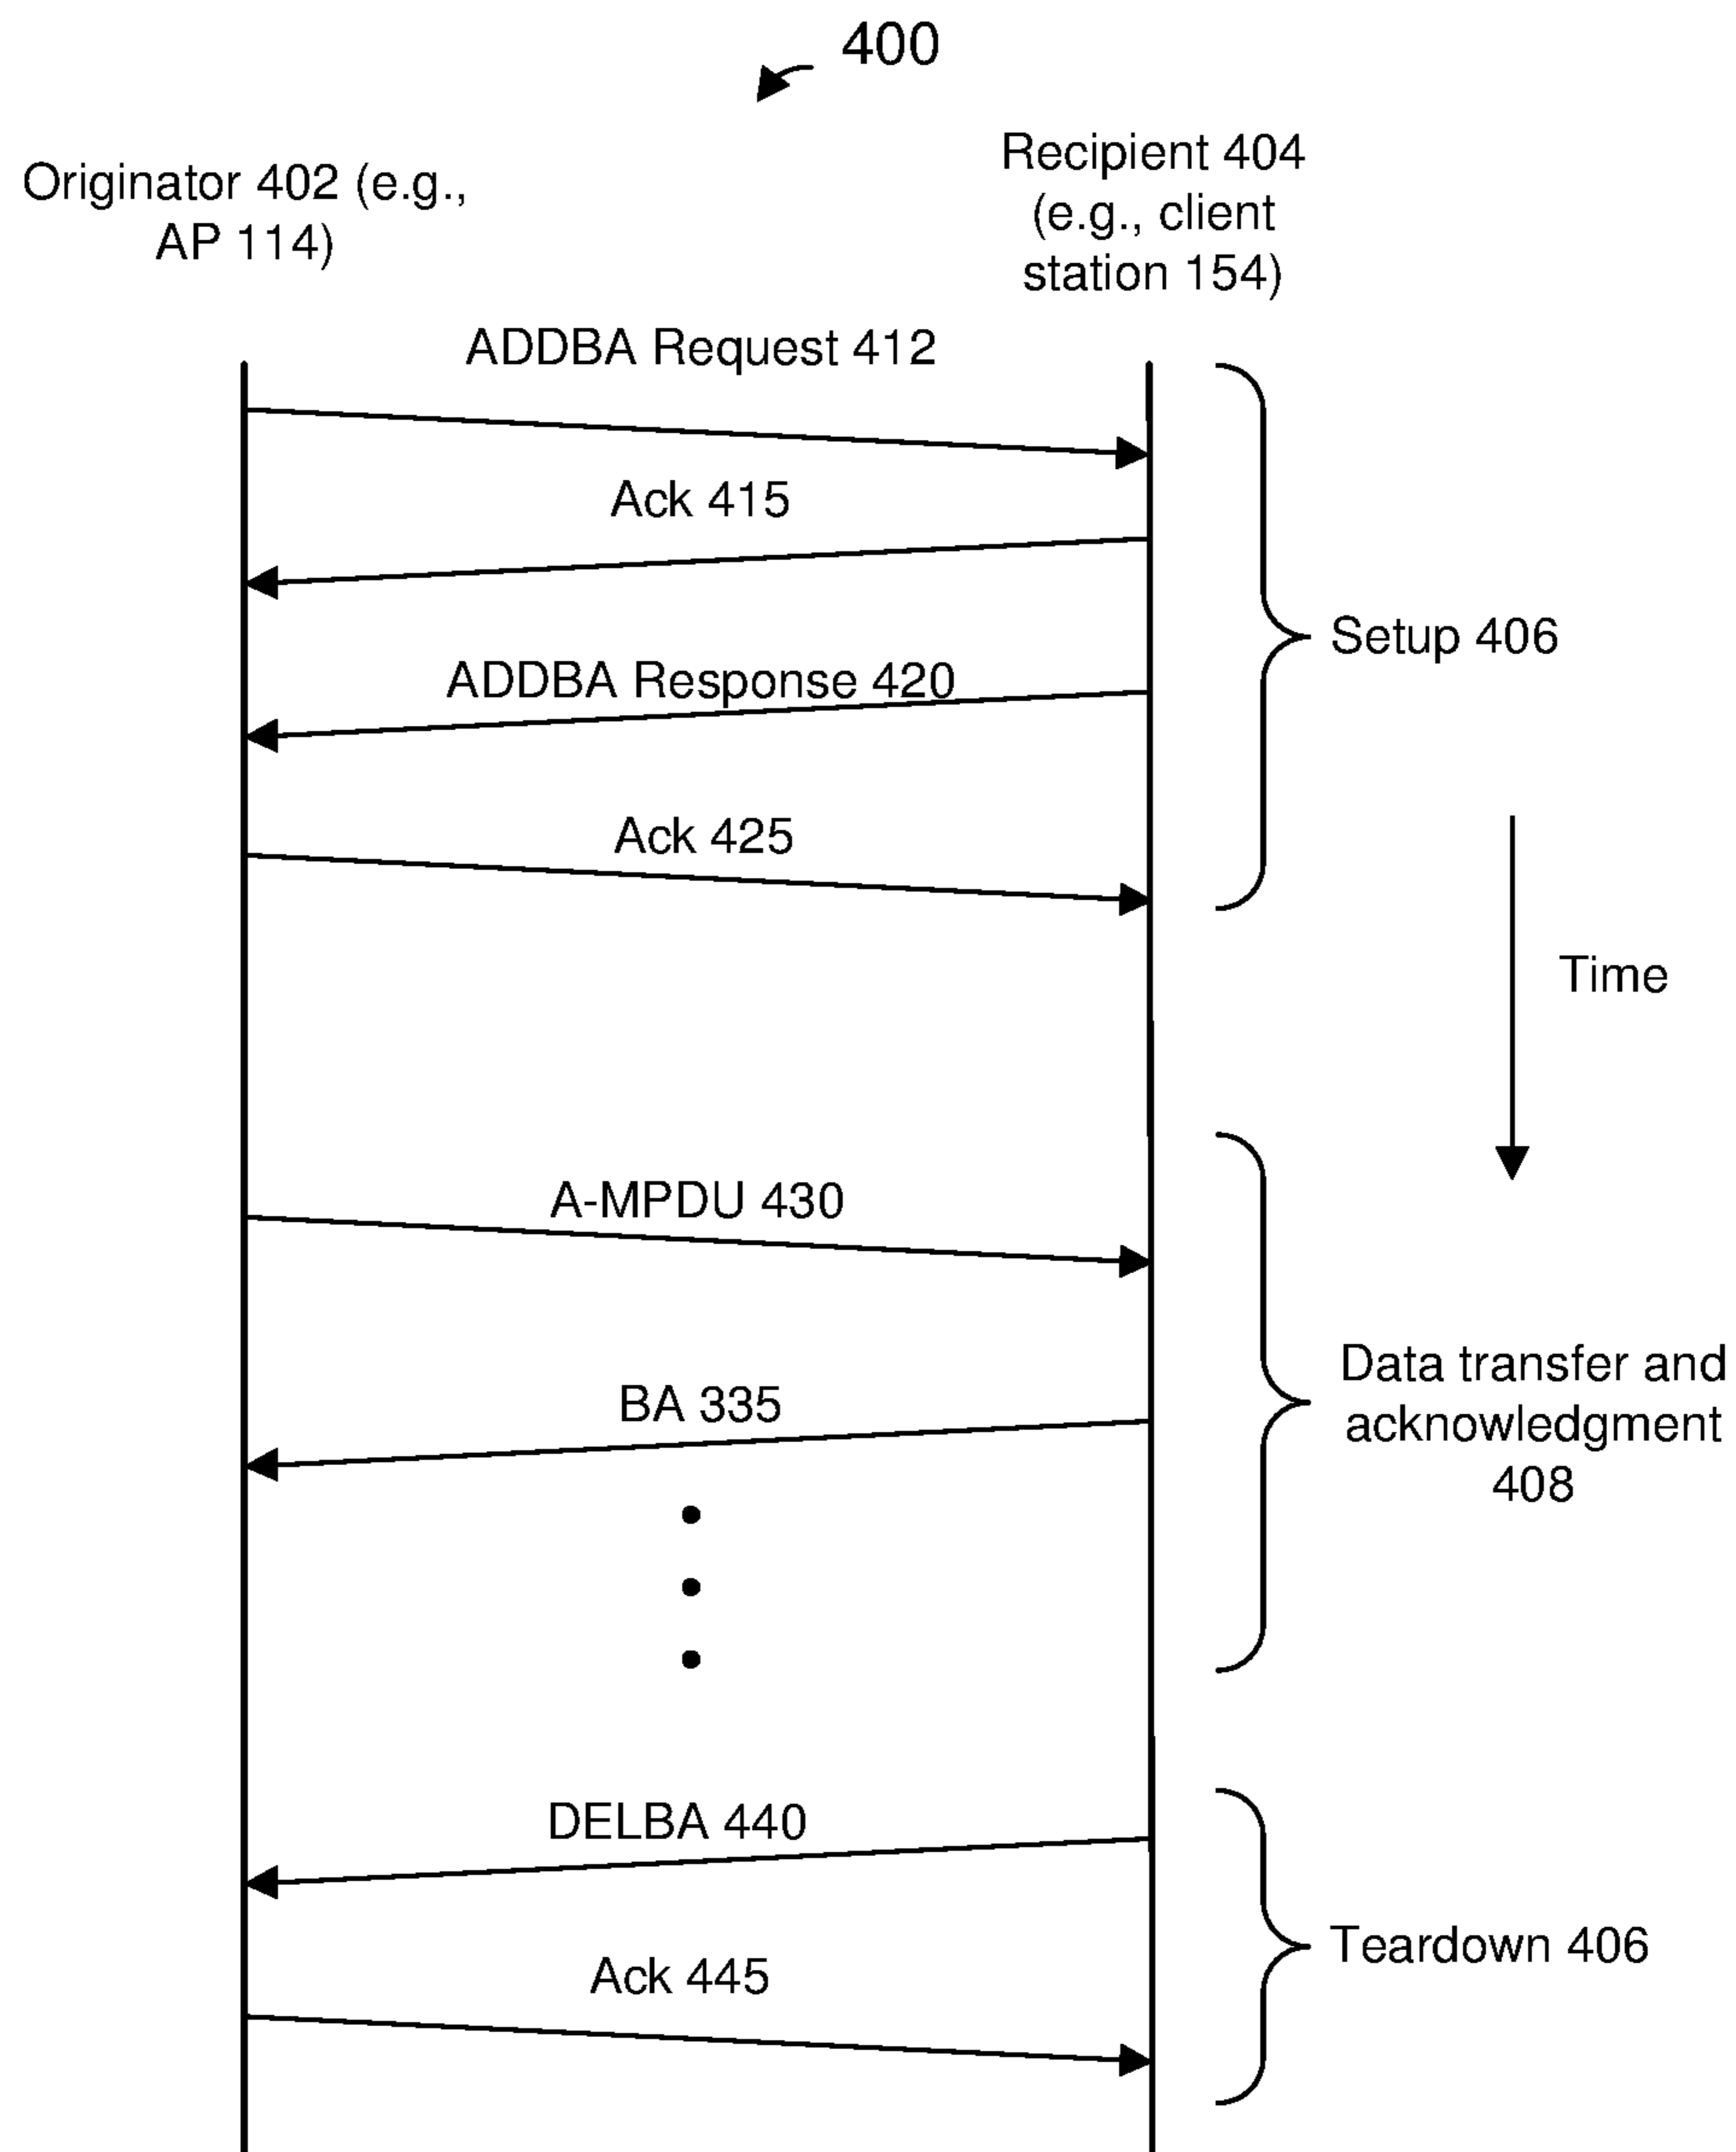 400
Originator 402 (e.g.,
AP 114)
Recipient 404
(e.g., client
station 154)
ADDBA Request 412
Ack 415
Setup 406
ADDBA Response 420
Ack 425
Time
A-MPDU 430
Data transfer and
acknowledgment
408
BA 335
DELBA 440
Teardown 406
Ack 445